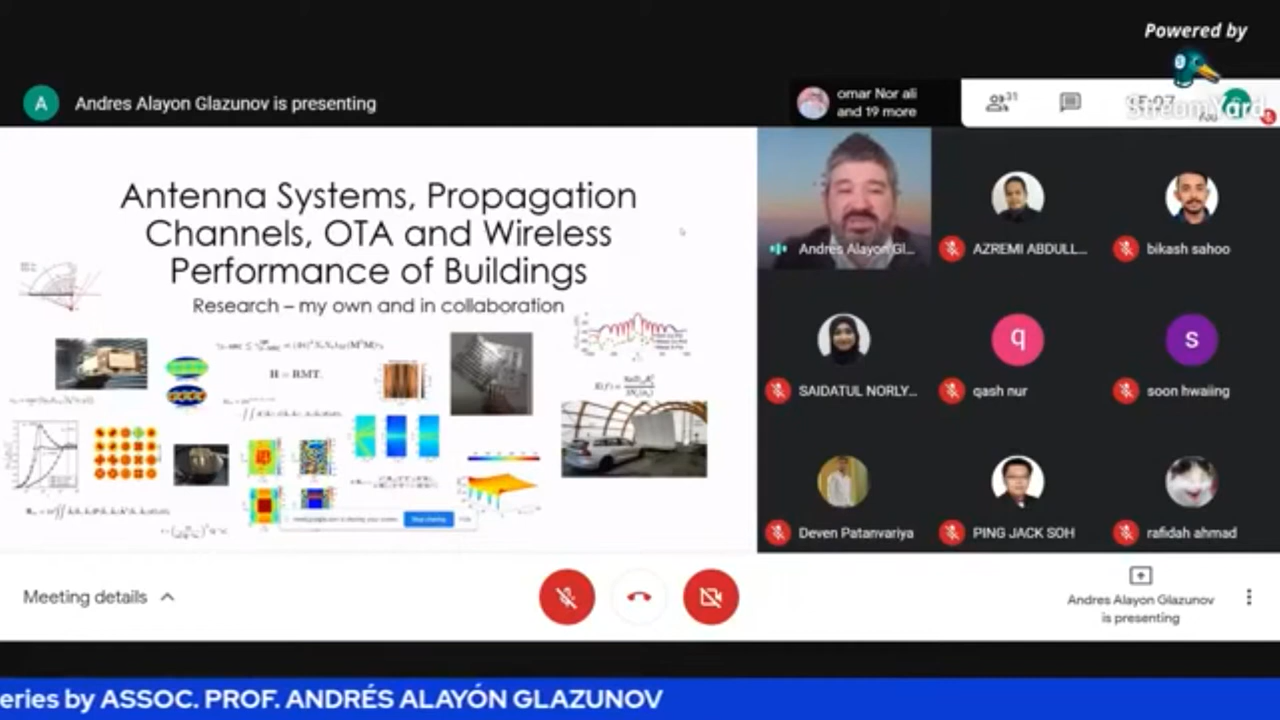 Powered by
StreamYard
A
Andres Alayon Glazunov is presenting
omar Nor ali
and 19 more
31
Antenna Systems, Propagation
Channels, OTA and Wireless
Performance of Buildings
Research – my own and in collaboration
H = RMT,
Stop sharing
Andres Alayon Gl...
AZREMI ABDULL...
bikash sahoo
SAIDATUL NORLY...
q
qash nur
s
soon hwaiing
Deven Patanvariya
PING JACK SOH
rafidah ahmad
Meeting details
Andres Alayon Glazunov
is presenting
eries by ASSOC. PROF. ANDRÉS ALAYÓN GLAZUNOV